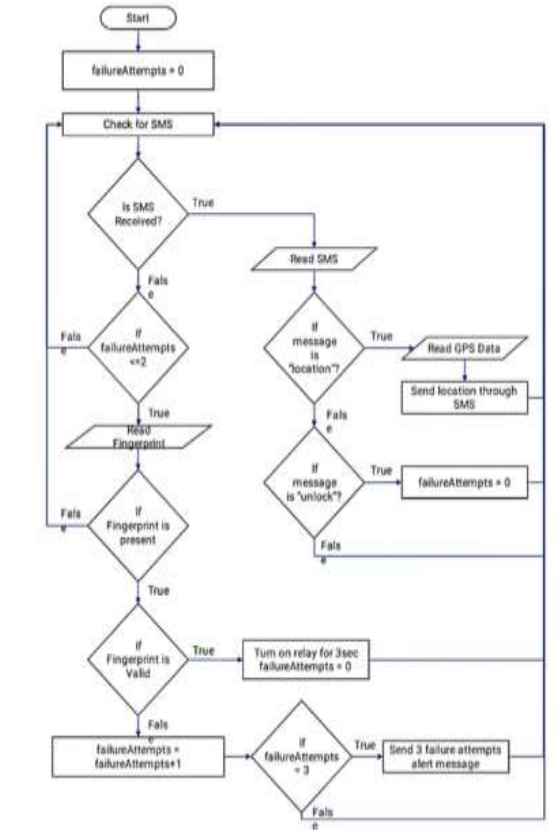 Start
failureAttempts = 0
Check for SMS
Is SMS
Received?
True
Fals
e
Read SMS
If
failureAttempts
<=2
Fals
e
True
If
message
is
"location"?
True
Read GPS Data
Send location through
SMS
Fals
e
Read
Fingerprint
If
message
is "unlock"?
True
failureAttempts = 0
Fals
e
If
Fingerprint is
present
Fals
e
True
If
Fingerprint is
Valid
True
Turn on relay for 3sec
failureAttempts = 0
Fals
e
failureAttempts =
failureAttempts+1
If
failureAttempts
= 3
True
Send 3 failure attempts
alert message
Fals
e